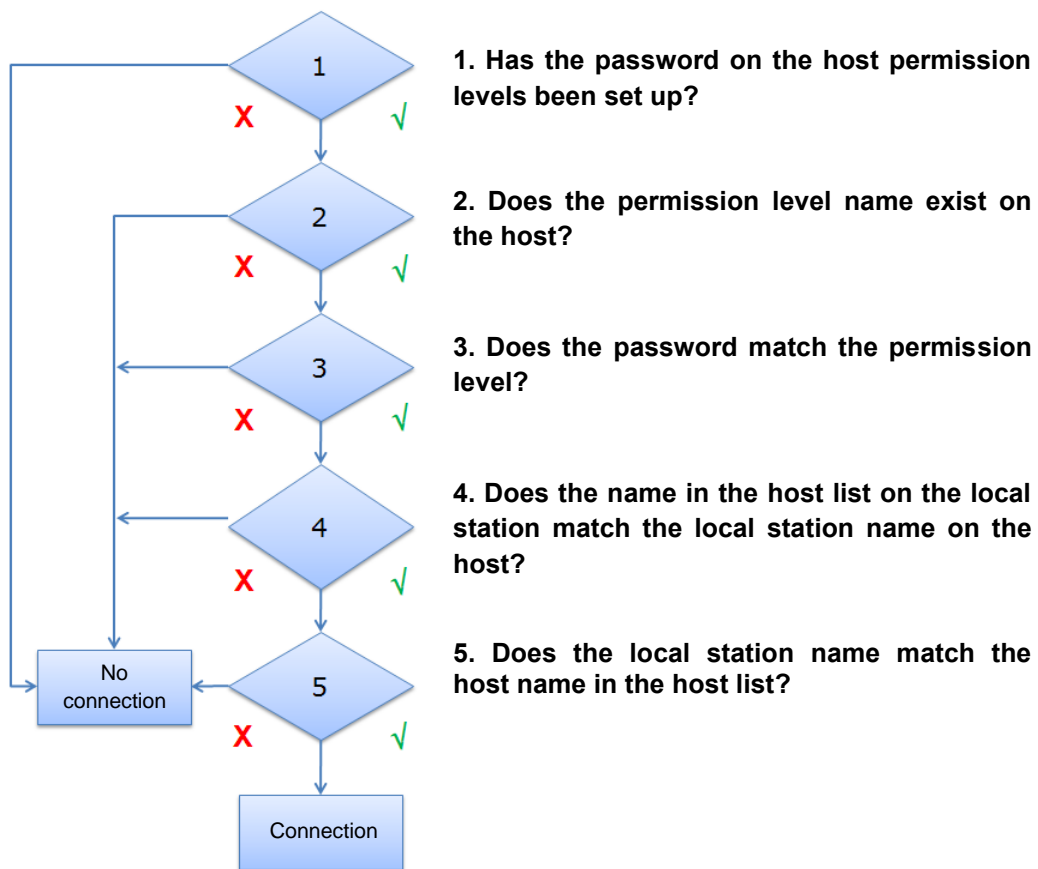 1
X √
1. Has the password on the host permission
levels been set up?
2
X √
2. Does the permission level name exist on
the host?
3
X √
3. Does the password match the permission
level?
4
X √
4. Does the name in the host list on the local
station match the local station name on the
host?
5
X √
5. Does the local station name match the
host name in the host list?
No
connection
Connection